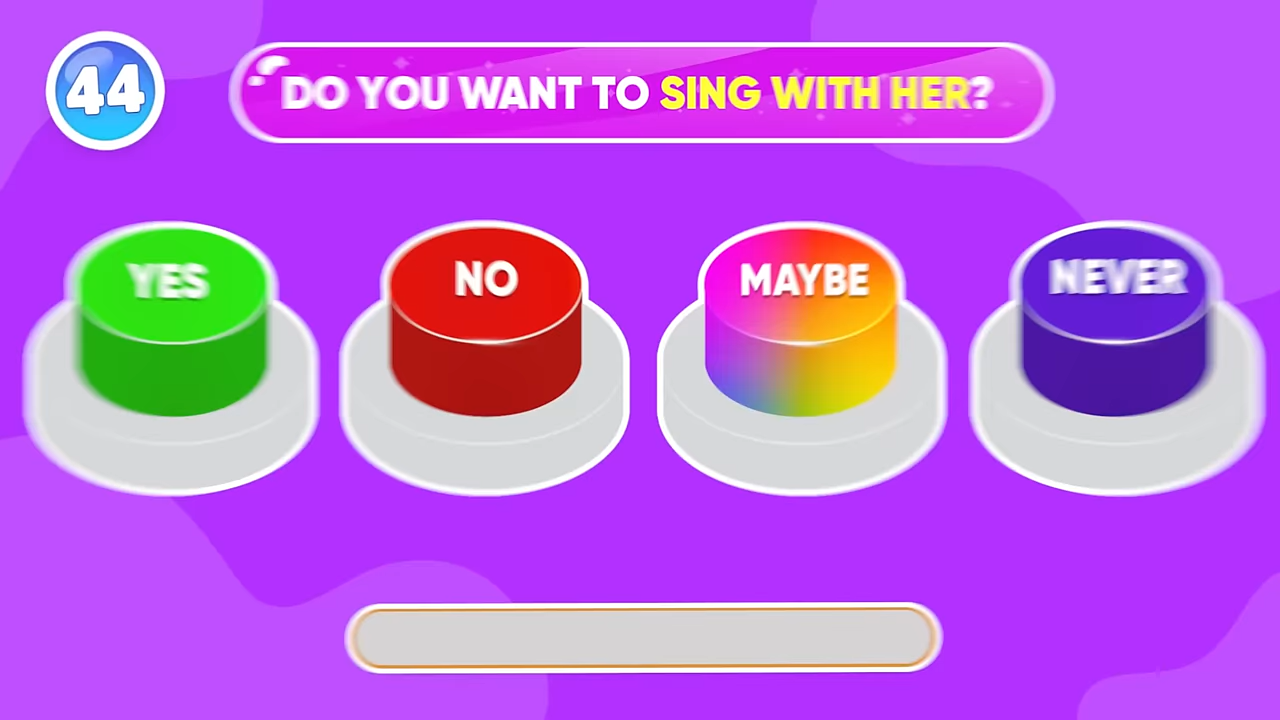 44
DO YOU WANT TO SING WITH HER?
YES
NO
MAYBE
NEVER